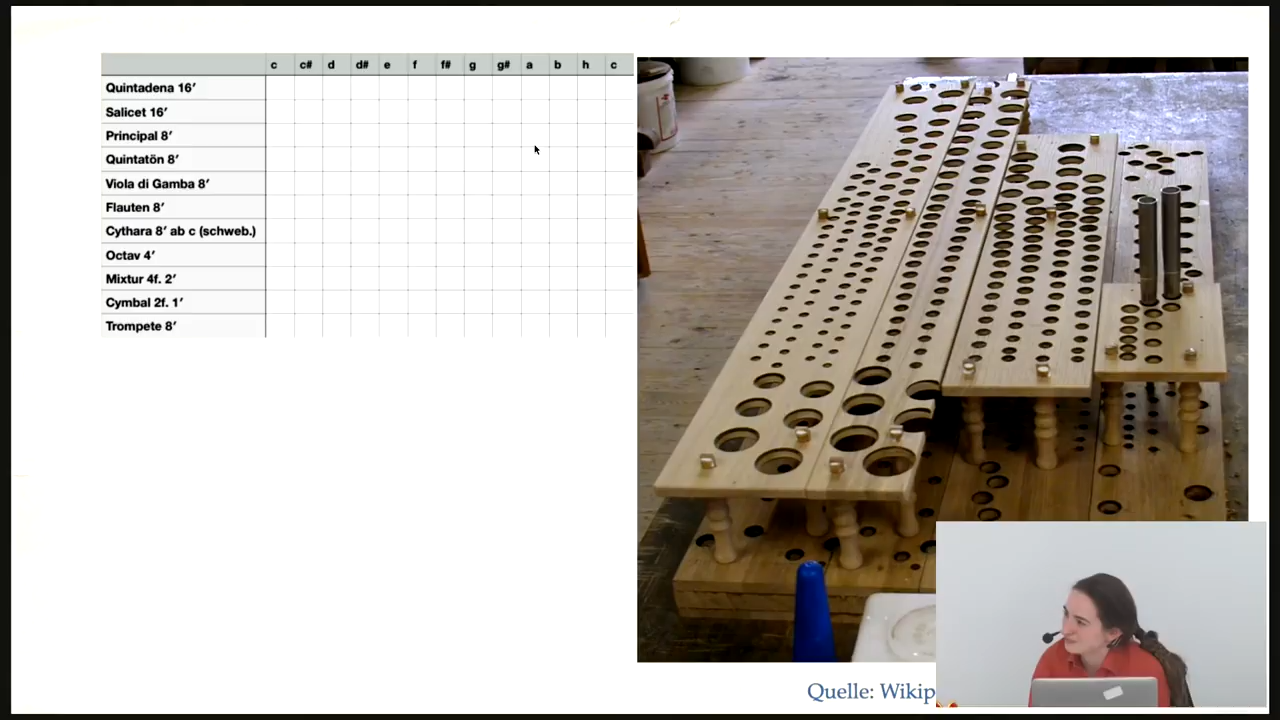 c c# d d# e f f# g g# a b h c
Quintadena 16′
Salicet 16′
Principal 8′
Quintatön 8′
Viola di Gamba 8′
Flauten 8′
Cythara 8′ ab c (schweb.)
Octav 4′
Mixtur 4f. 2′
Cymbal 2f. 1′
Trompete 8′
Quelle: Wikip